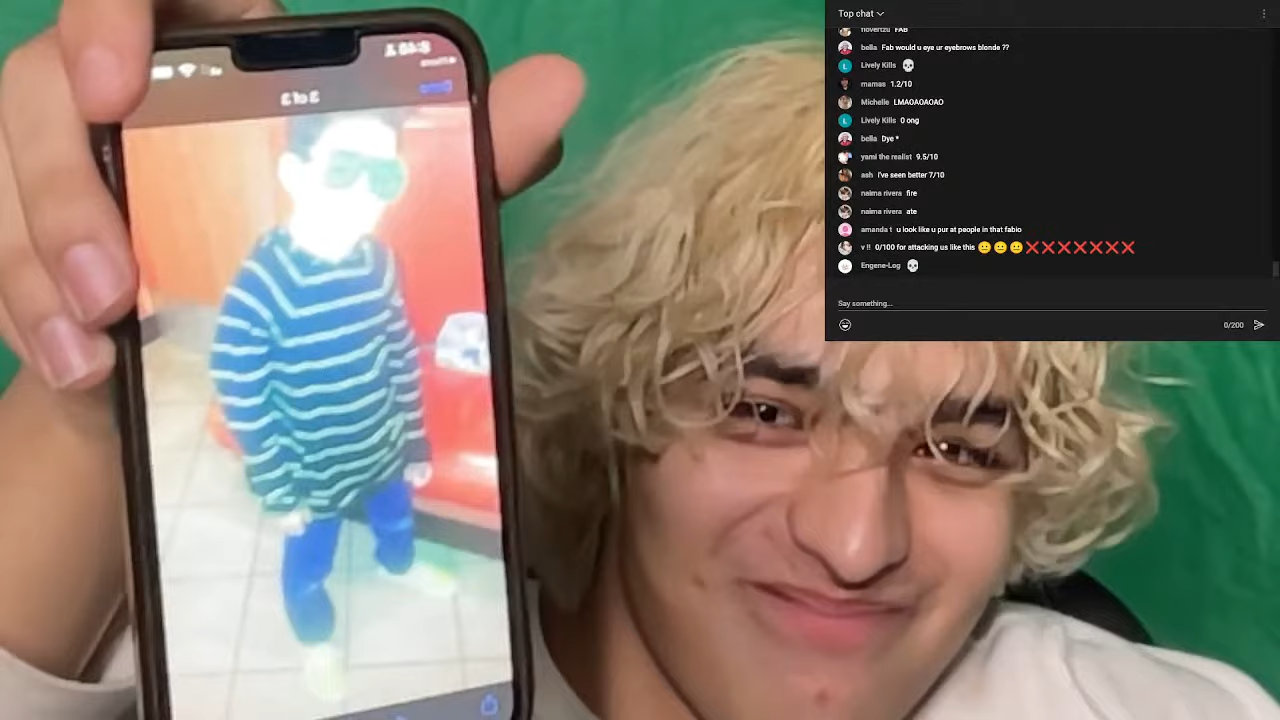 Top chat
novertzu FAB
bella Fab would u eye ur eyebrows blonde ??
Lively Kills 💀
mamas 1.2/10
Michelle LMAOAOAOAO
Lively Kills 0 ong
bella Dye *
yami the realist 9.5/10
ash I've seen better 7/10
naima rivera fire
naima rivera ate
amanda t u look like u pur at people in that fabio
v !! 0/100 for attacking us like this 😐😐😐❌❌❌❌❌❌❌
Engene-Log 💀
Say something...
0/200